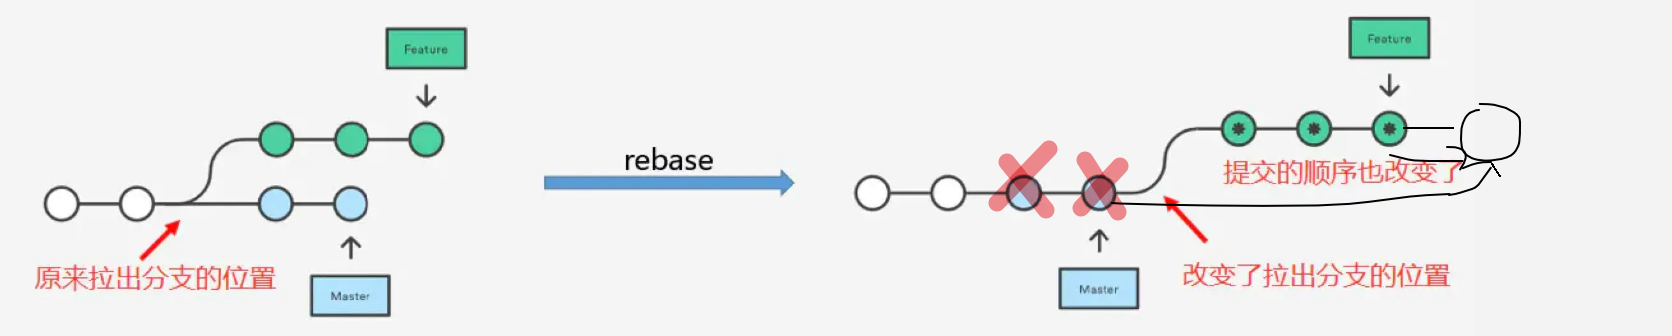 Feature
rebase
原来拉出分支的位置
Master
Feature
提交的顺序也改变了
改变了拉出分支的位置
Master